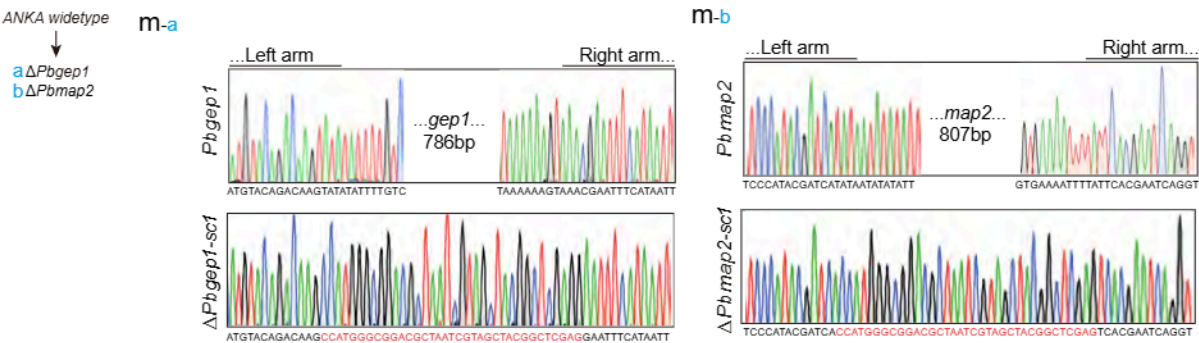 ANKA widetype
a ΔPbgep1
b ΔPbmap2
m-a
...Left arm
Right arm...
Pbgep1
...gep1...
786bp
ATGTACAGACAAGTATATATTTTGTC
TAAAAAAGTAAACGAATTTCATAATT
ΔPbgep1-sc1
ATGTACAGACAAGCCATGGGCGGACGCTAATCGTAGCTACGGCTCGAGGAATTTCATAATT
m-b
...Left arm
Right arm...
Pbmap2
...map2...
807bp
TCCCATACGATCATATAATATATATT
GTGAAAATTTTATTCACGAATCAGGT
ΔPbmap2-sc1
TCCCATACGATCACCATGGGCGGACGCTAATCGTAGCTACGGCTCGAGTCACGAATCAGGT